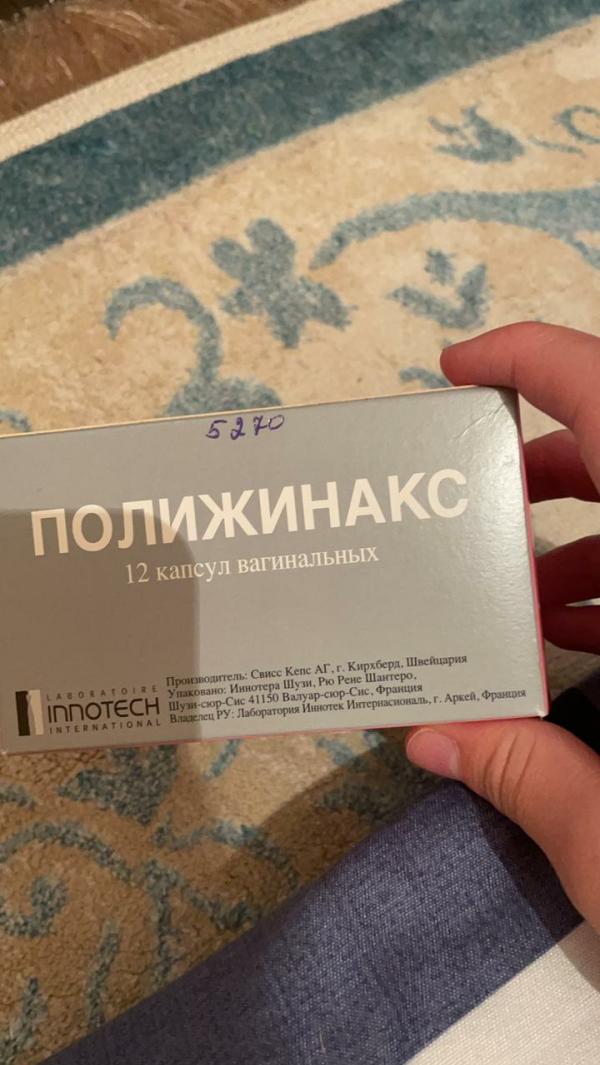 5270
ПОЛИЖИНАКС
12 капсул вагинальных
Производитель: Свисс Кепс АГ, г. Кирхберд, Швейцария
Упаковано: Иннотера Шузи, Рю Рене Шантеро,
Шузи-сюр-Сис 41150 Валуар-сюр-Сис, Франция
Владелец РУ: Лаборатория Иннотек Интернасиональ, г. Аркей, Франция
LABORATOIRE
INNOTECH
INTERNATIONAL